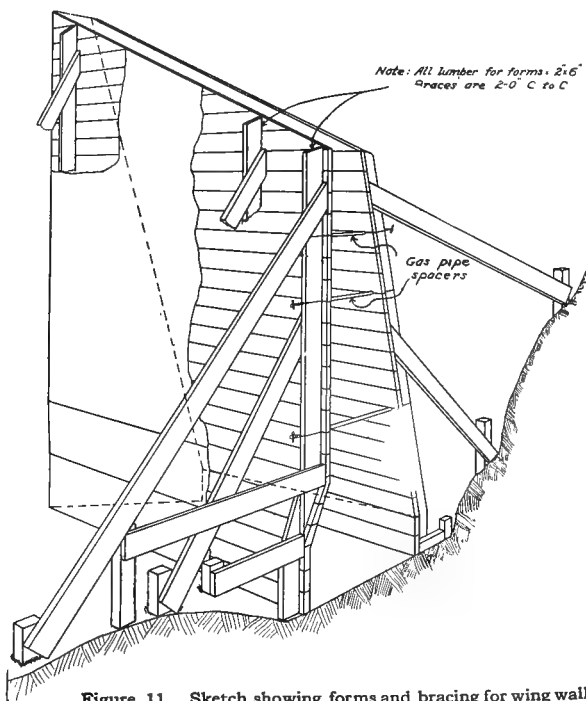 Note: All lumber for forms = 2"x6"
Braces are 2-0" C to C
Gas pipe
spacers
Figure 11. Sketch showing forms and bracing for wing wall